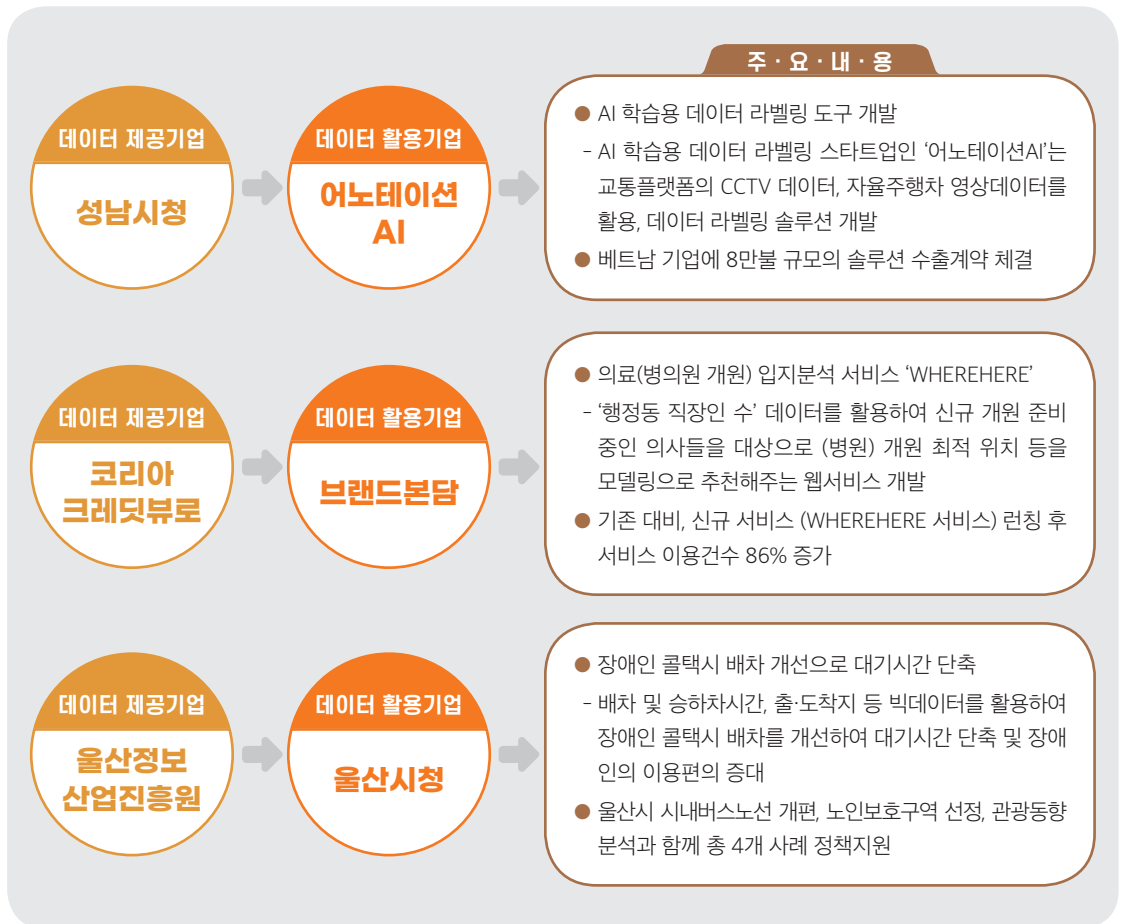 주·요·내·용
데이터 제공기업
성남시청
데이터 활용기업
어노테이션
AI
● AI 학습용 데이터 라벨링 도구 개발
- AI 학습용 데이터 라벨링 스타트업인 ‘어노테이션AI’는
교통플랫폼의 CCTV 데이터, 자율주행차 영상데이터를
활용, 데이터 라벨링 솔루션 개발
● 베트남 기업에 8만불 규모의 솔루션 수출계약 체결
데이터 제공기업
코리아
크레딧뷰로
데이터 활용기업
브랜드본담
● 의료(병의원 개원) 입지분석 서비스 ‘WHEREHERE’
- ‘행정동 직장인 수’ 데이터를 활용하여 신규 개원 준비
중인 의사들을 대상으로 (병원) 개원 최적 위치 등을
모델링으로 추천해주는 웹서비스 개발
● 기존 대비, 신규 서비스 (WHEREHERE 서비스) 런칭 후
서비스 이용건수 86% 증가
데이터 제공기업
울산정보
산업진흥원
데이터 활용기업
울산시청
● 장애인 콜택시 배차 개선으로 대기시간 단축
- 배차 및 승하차시간, 출·도착지 등 빅데이터를 활용하여
장애인 콜택시 배차를 개선하여 대기시간 단축 및 장애
인의 이용편의 증대
● 울산시 시내버스노선 개편, 노인보호구역 선정, 관광동향
분석과 함께 총 4개 사례 정책지원